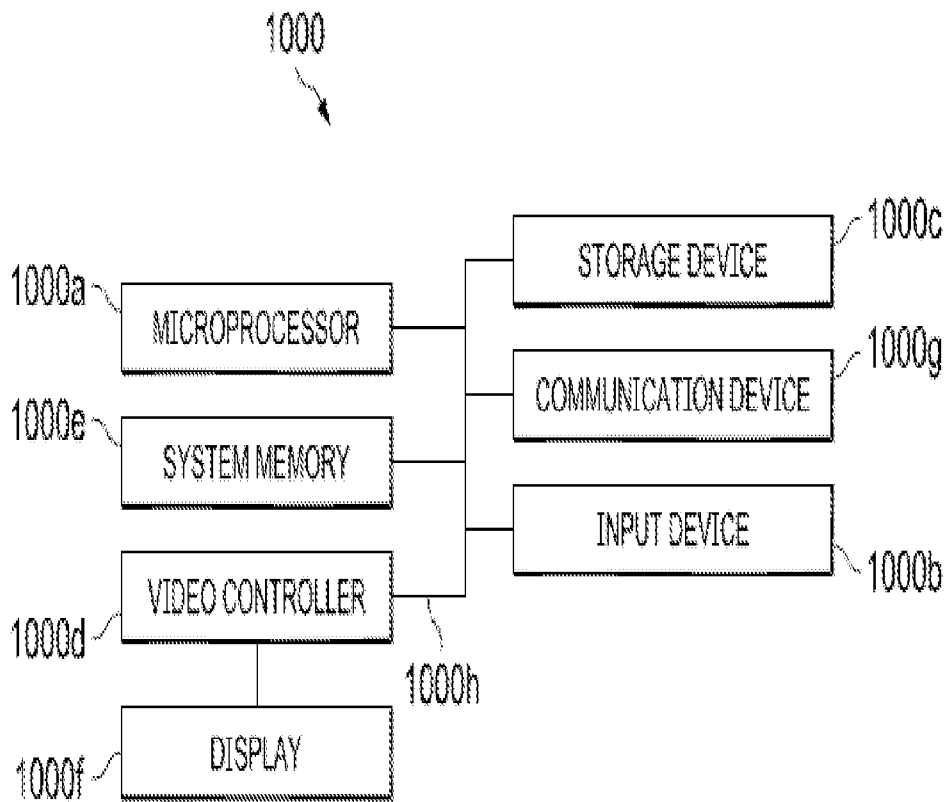 1000
1000c
STORAGE DEVICE
1000a
MICROPROCESSOR
1000g
COMMUNICATION DEVICE
1000e
SYSTEM MEMORY
INPUT DEVICE
1000b
VIDEO CONTROLLER
1000d
1000h
DISPLAY
1000f